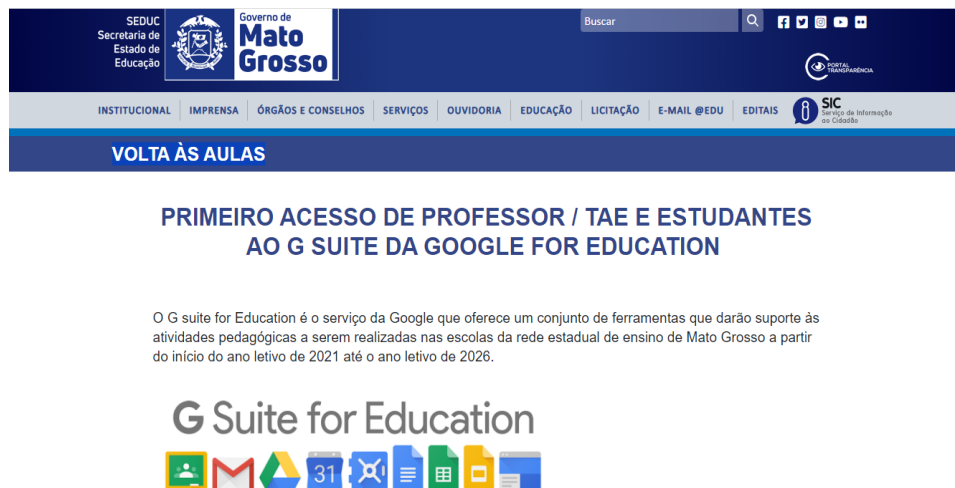 SEDUC
Secretaria de
Estado de
Educação
Governo de
Mato
Grosso
Buscar
PORTAL
TRANSPARÊNCIA
INSTITUCIONAL
IMPRENSA
ÓRGÃOS E CONSELHOS
SERVIÇOS
OUVIDORIA
EDUCAÇÃO
LICITAÇÃO
E-MAIL @EDU
EDITAIS
SIC
Serviço de Informação
ao Cidadão
VOLTA ÀS AULAS
PRIMEIRO ACESSO DE PROFESSOR / TAE E ESTUDANTES
AO G SUITE DA GOOGLE FOR EDUCATION
O G suite for Education é o serviço da Google que oferece um conjunto de ferramentas que darão suporte às
atividades pedagógicas a serem realizadas nas escolas da rede estadual de ensino de Mato Grosso a partir
do início do ano letivo de 2021 até o ano letivo de 2026.
G Suite for Education
31